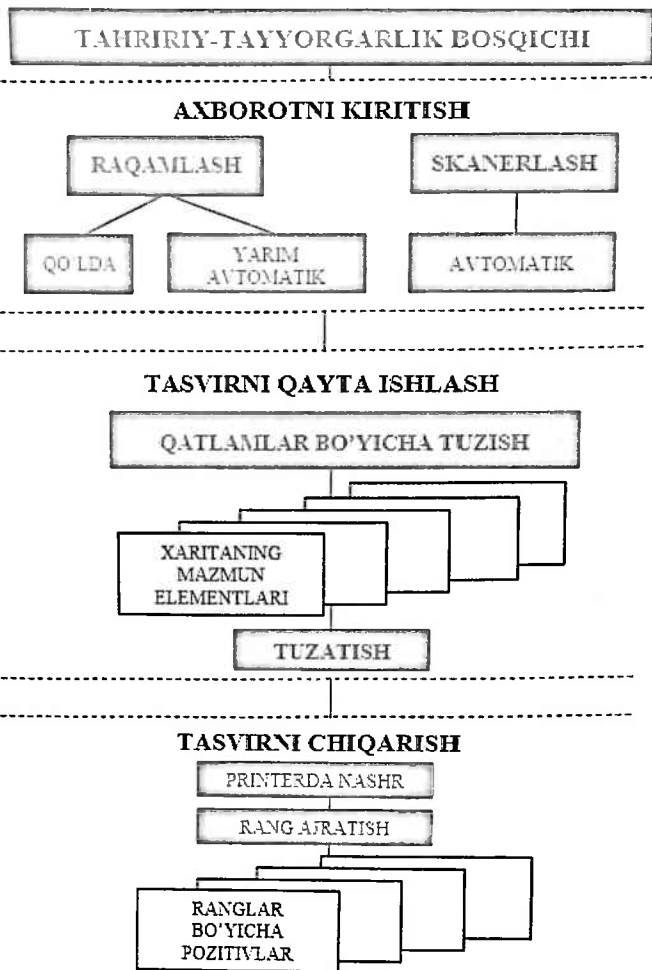 TAHRIRIY-TAYYORGARLIK BOSQICHI
AXBOROTNI KIRITISH
RAQAMLASH
SKANERLASH
QO'LDA
YARIM
AVTOMATIK
AVTOMATIK
TASVIRNI QAYTA ISHLASH
QATLAMLAR BO'YICHA TUZISH
XARITANING
MAZMUN
ELEMENTLARI
TUZATISH
TASVIRNI CHIQARISH
PRINTERDA NASHR
RANG AJRATISH
RANGLAR
BO'YICHA
POZITIVLAR